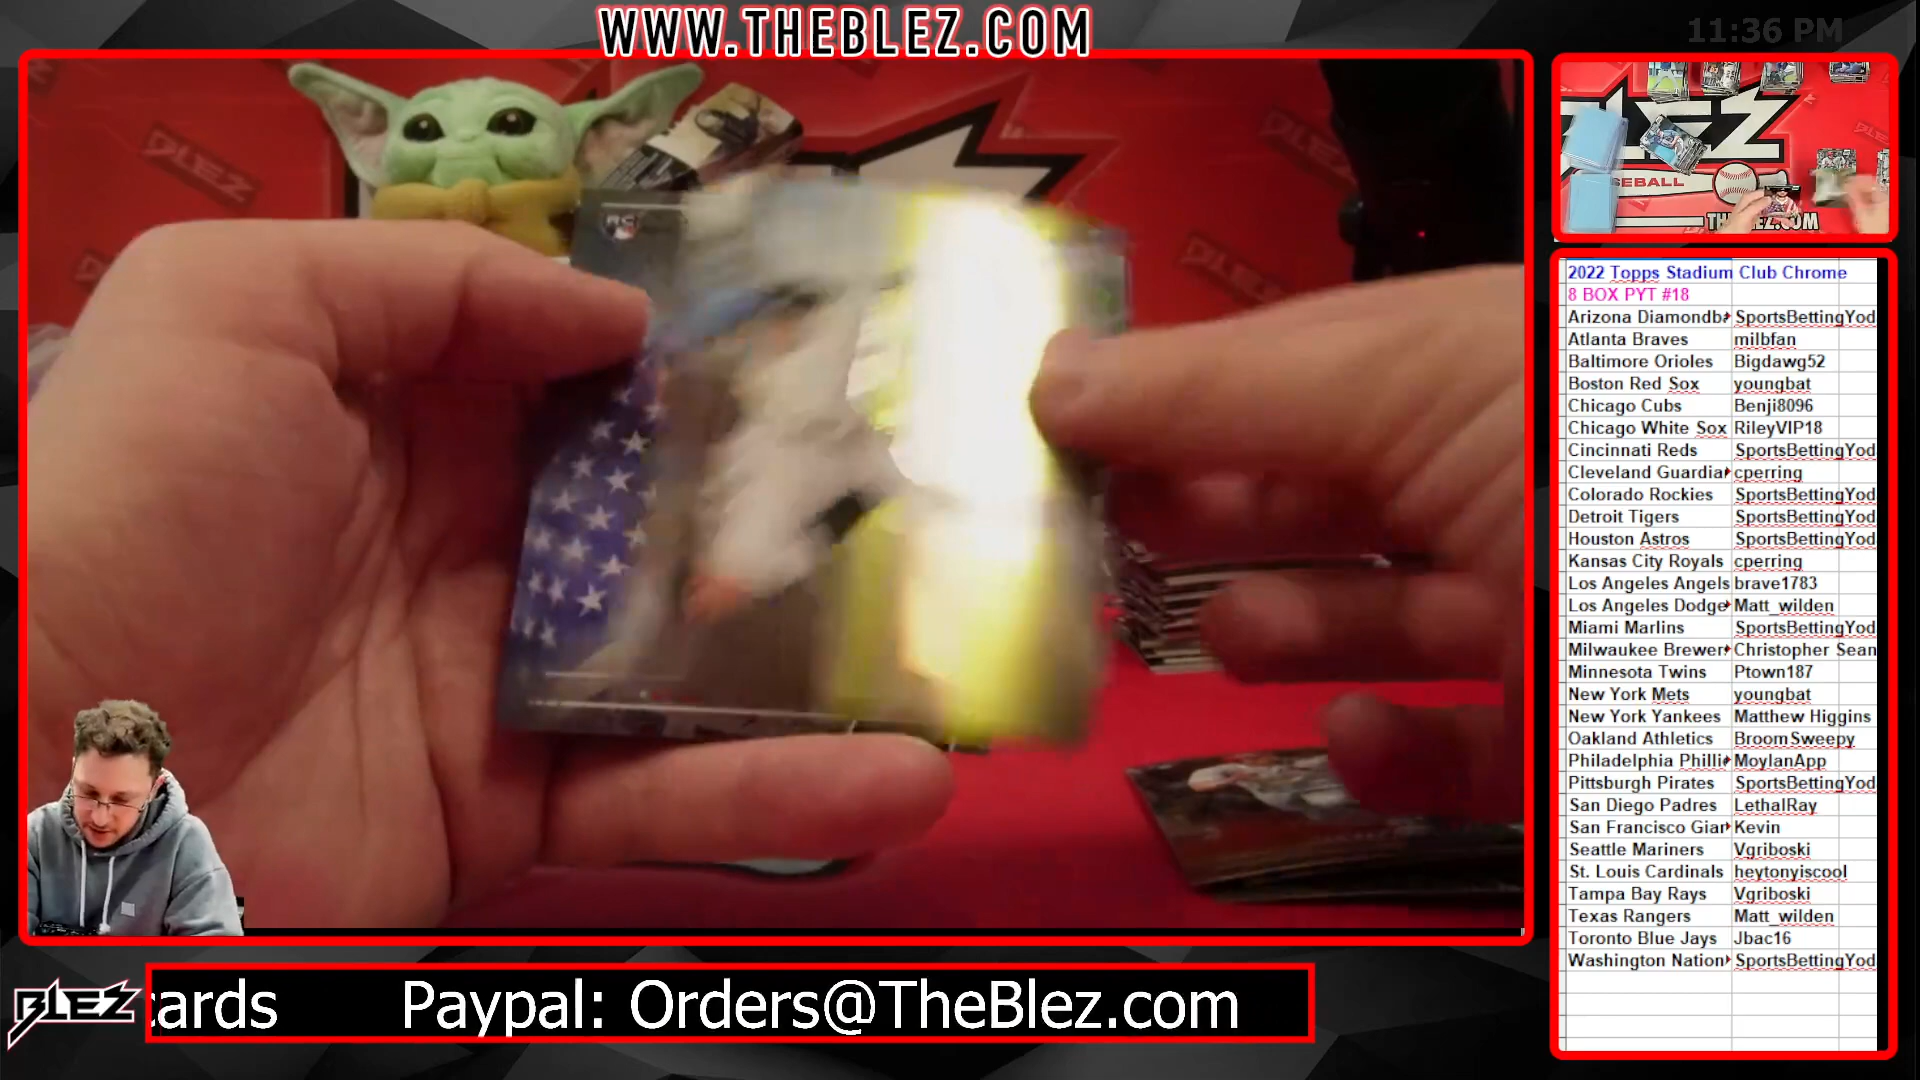 WWW.THEBLEZ.COM
11:36 PM
BLEZ
RC
EBALL
THEBLEZ.COM
2022 Topps Stadium Club Chrome
8 BOX PYT #18
Arizona Diamondba SportsBettingYod
Atlanta Braves milbfan
Baltimore Orioles Bigdawg52
Boston Red Sox youngbat
Chicago Cubs Benji8096
Chicago White Sox RileyVIP18
Cincinnati Reds SportsBettingYod
Cleveland Guardia cperring
Colorado Rockies SportsBettingYod
Detroit Tigers SportsBettingYod
Houston Astros SportsBettingYod
Kansas City Royals cperring
Los Angeles Angels brave1783
Los Angeles Dodge Matt_wilden
Miami Marlins SportsBettingYod
Milwaukee Brewer Christopher Sean
Minnesota Twins Ptown187
New York Mets youngbat
New York Yankees Matthew Higgins
Oakland Athletics BroomSweepy
Philadelphia Philli MoylanApp
Pittsburgh Pirates SportsBettingYod
San Diego Padres LethalRay
San Francisco Giar Kevin
Seattle Mariners Vgriboski
St. Louis Cardinals heytonyiscool
Tampa Bay Rays Vgriboski
Texas Rangers Matt_wilden
Toronto Blue Jays Jbac16
Washington Nation SportsBettingYod
BLEZ
cards Paypal: Orders@TheBlez.com